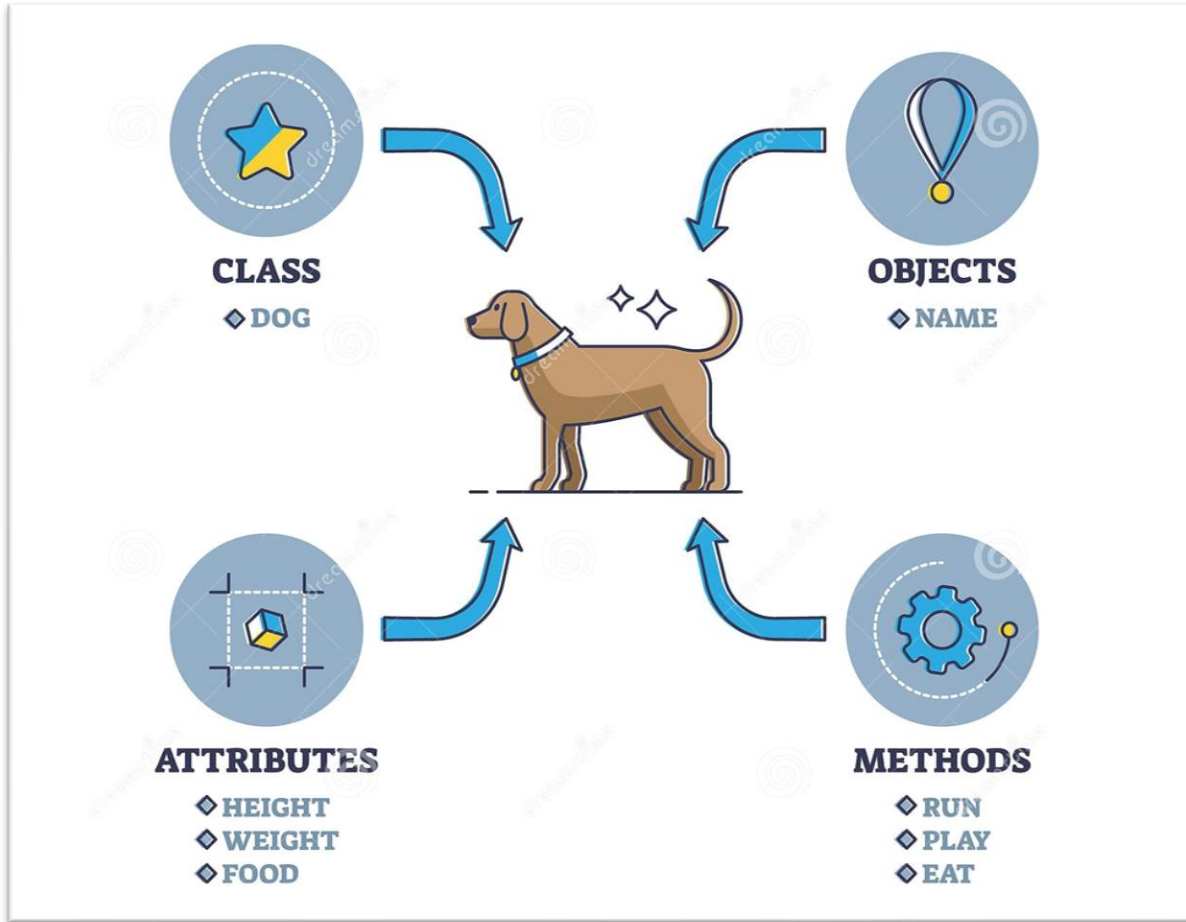 CLASS
DOG
OBJECTS
NAME
ATTRIBUTES
HEIGHT
WEIGHT
FOOD
METHODS
RUN
PLAY
EAT